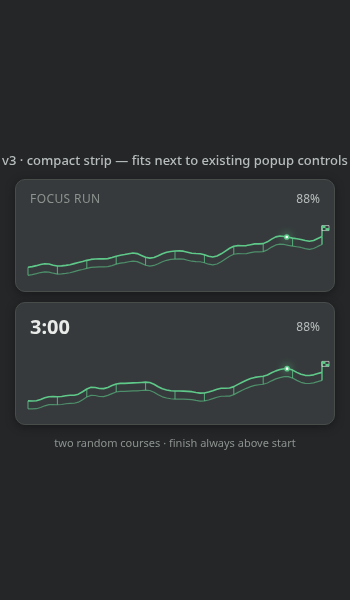 v3 · compact strip — fits next to existing popup controls
FOCUS RUN 88%
3:00 88%
two random courses · finish always above start